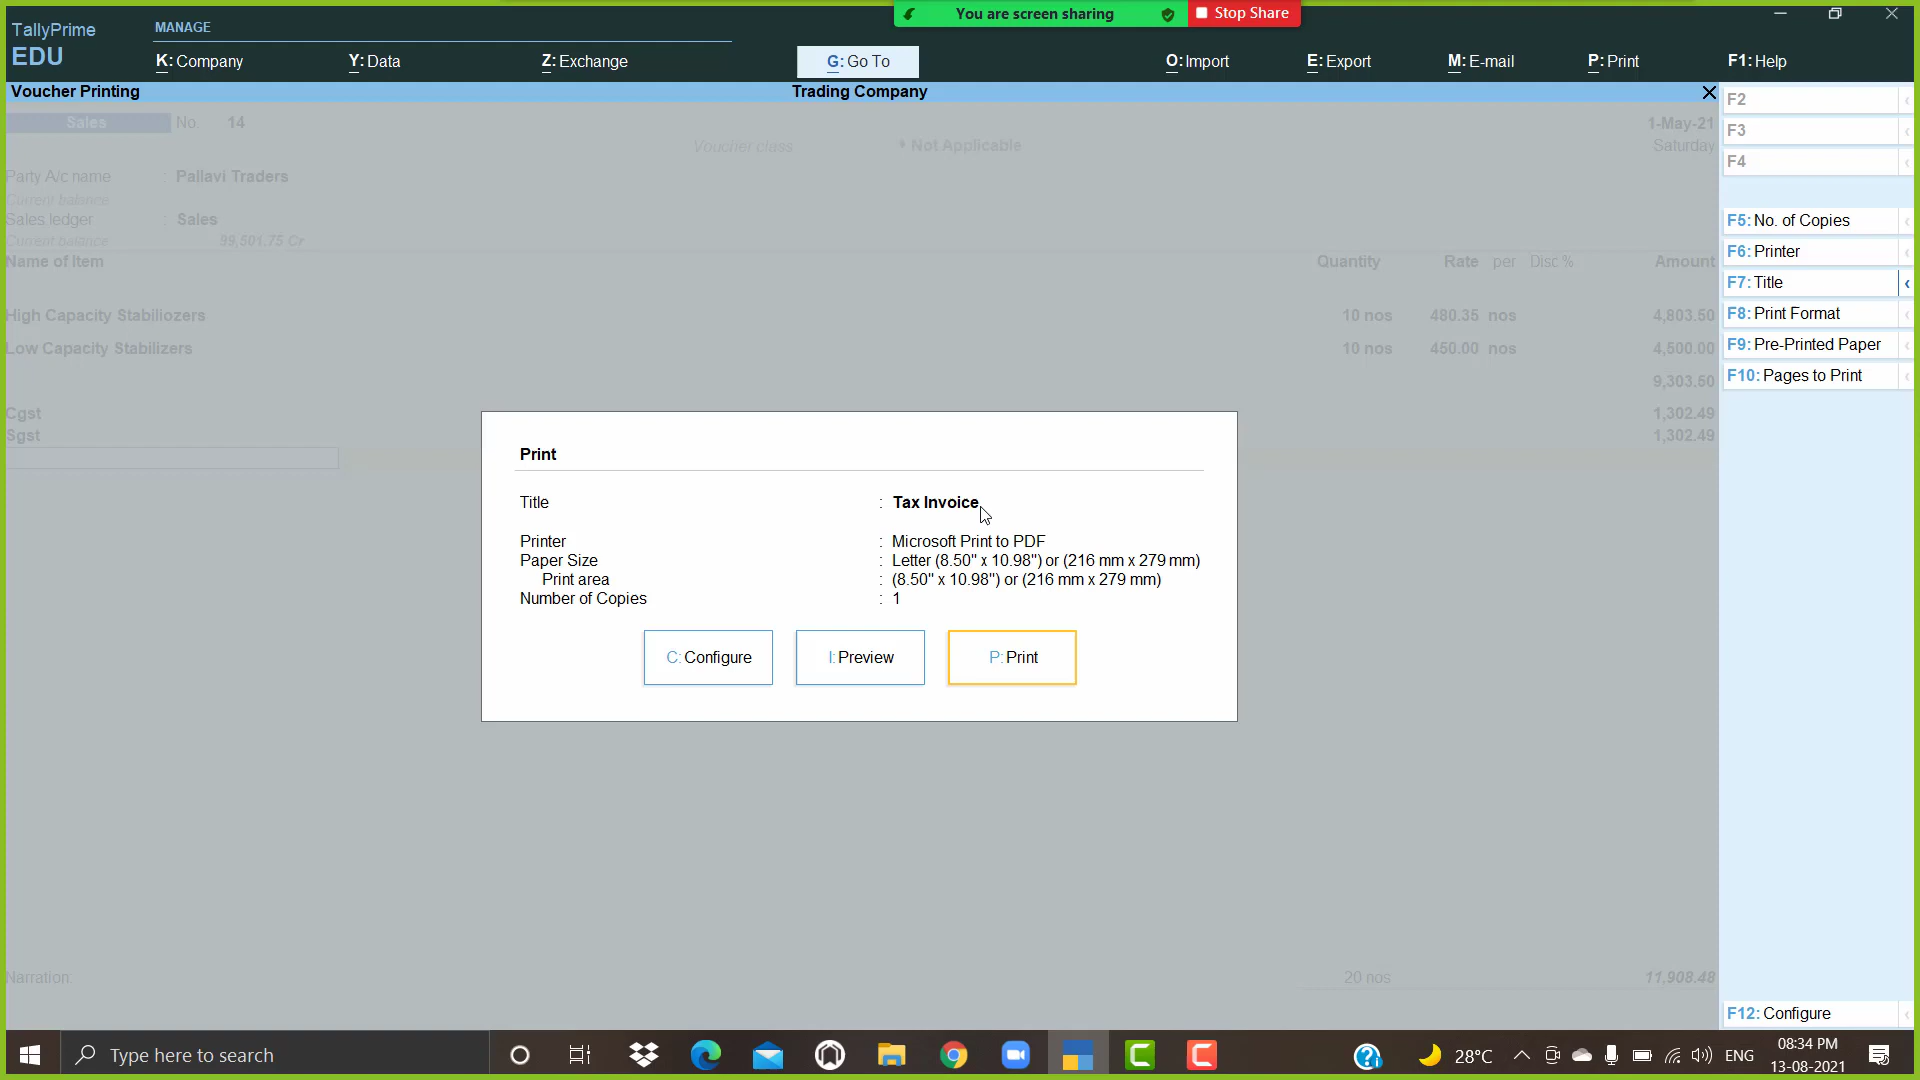 You are screen sharing
Stop Share
TallyPrime
EDU
MANAGE
K: Company
Y: Data
Z: Exchange
G: Go To
O: Import
E: Export
M: E-mail
P: Print
F1: Help
Voucher Printing
Trading Company
Sales No. 14
1-May-21
Voucher class
Not Applicable
Saturday
Party A/c name : Pallavi Traders
Current balance
Sales ledger : Sales
Current balance 99,501.75 Cr
Name of Item Quantity Rate per Disc % Amount
High Capacity Stabiliozers 10 nos 480.35 nos 4,803.50
Low Capacity Stabilizers 10 nos 450.00 nos 4,500.00
9,303.50
Cgst 1,302.49
Sgst 1,302.49
Print
Title : Tax Invoice
Printer : Microsoft Print to PDF
Paper Size : Letter (8.50" x 10.98") or (216 mm x 279 mm)
Print area : (8.50" x 10.98") or (216 mm x 279 mm)
Number of Copies : 1
C: Configure
I: Preview
P: Print
Narration: 20 nos 11,908.48
F2
F3
F4
F5: No. of Copies
F6: Printer
F7: Title
F8: Print Format
F9: Pre-Printed Paper
F10: Pages to Print
F12: Configure
Type here to search
28°C
ENG
08:34 PM
13-08-2021